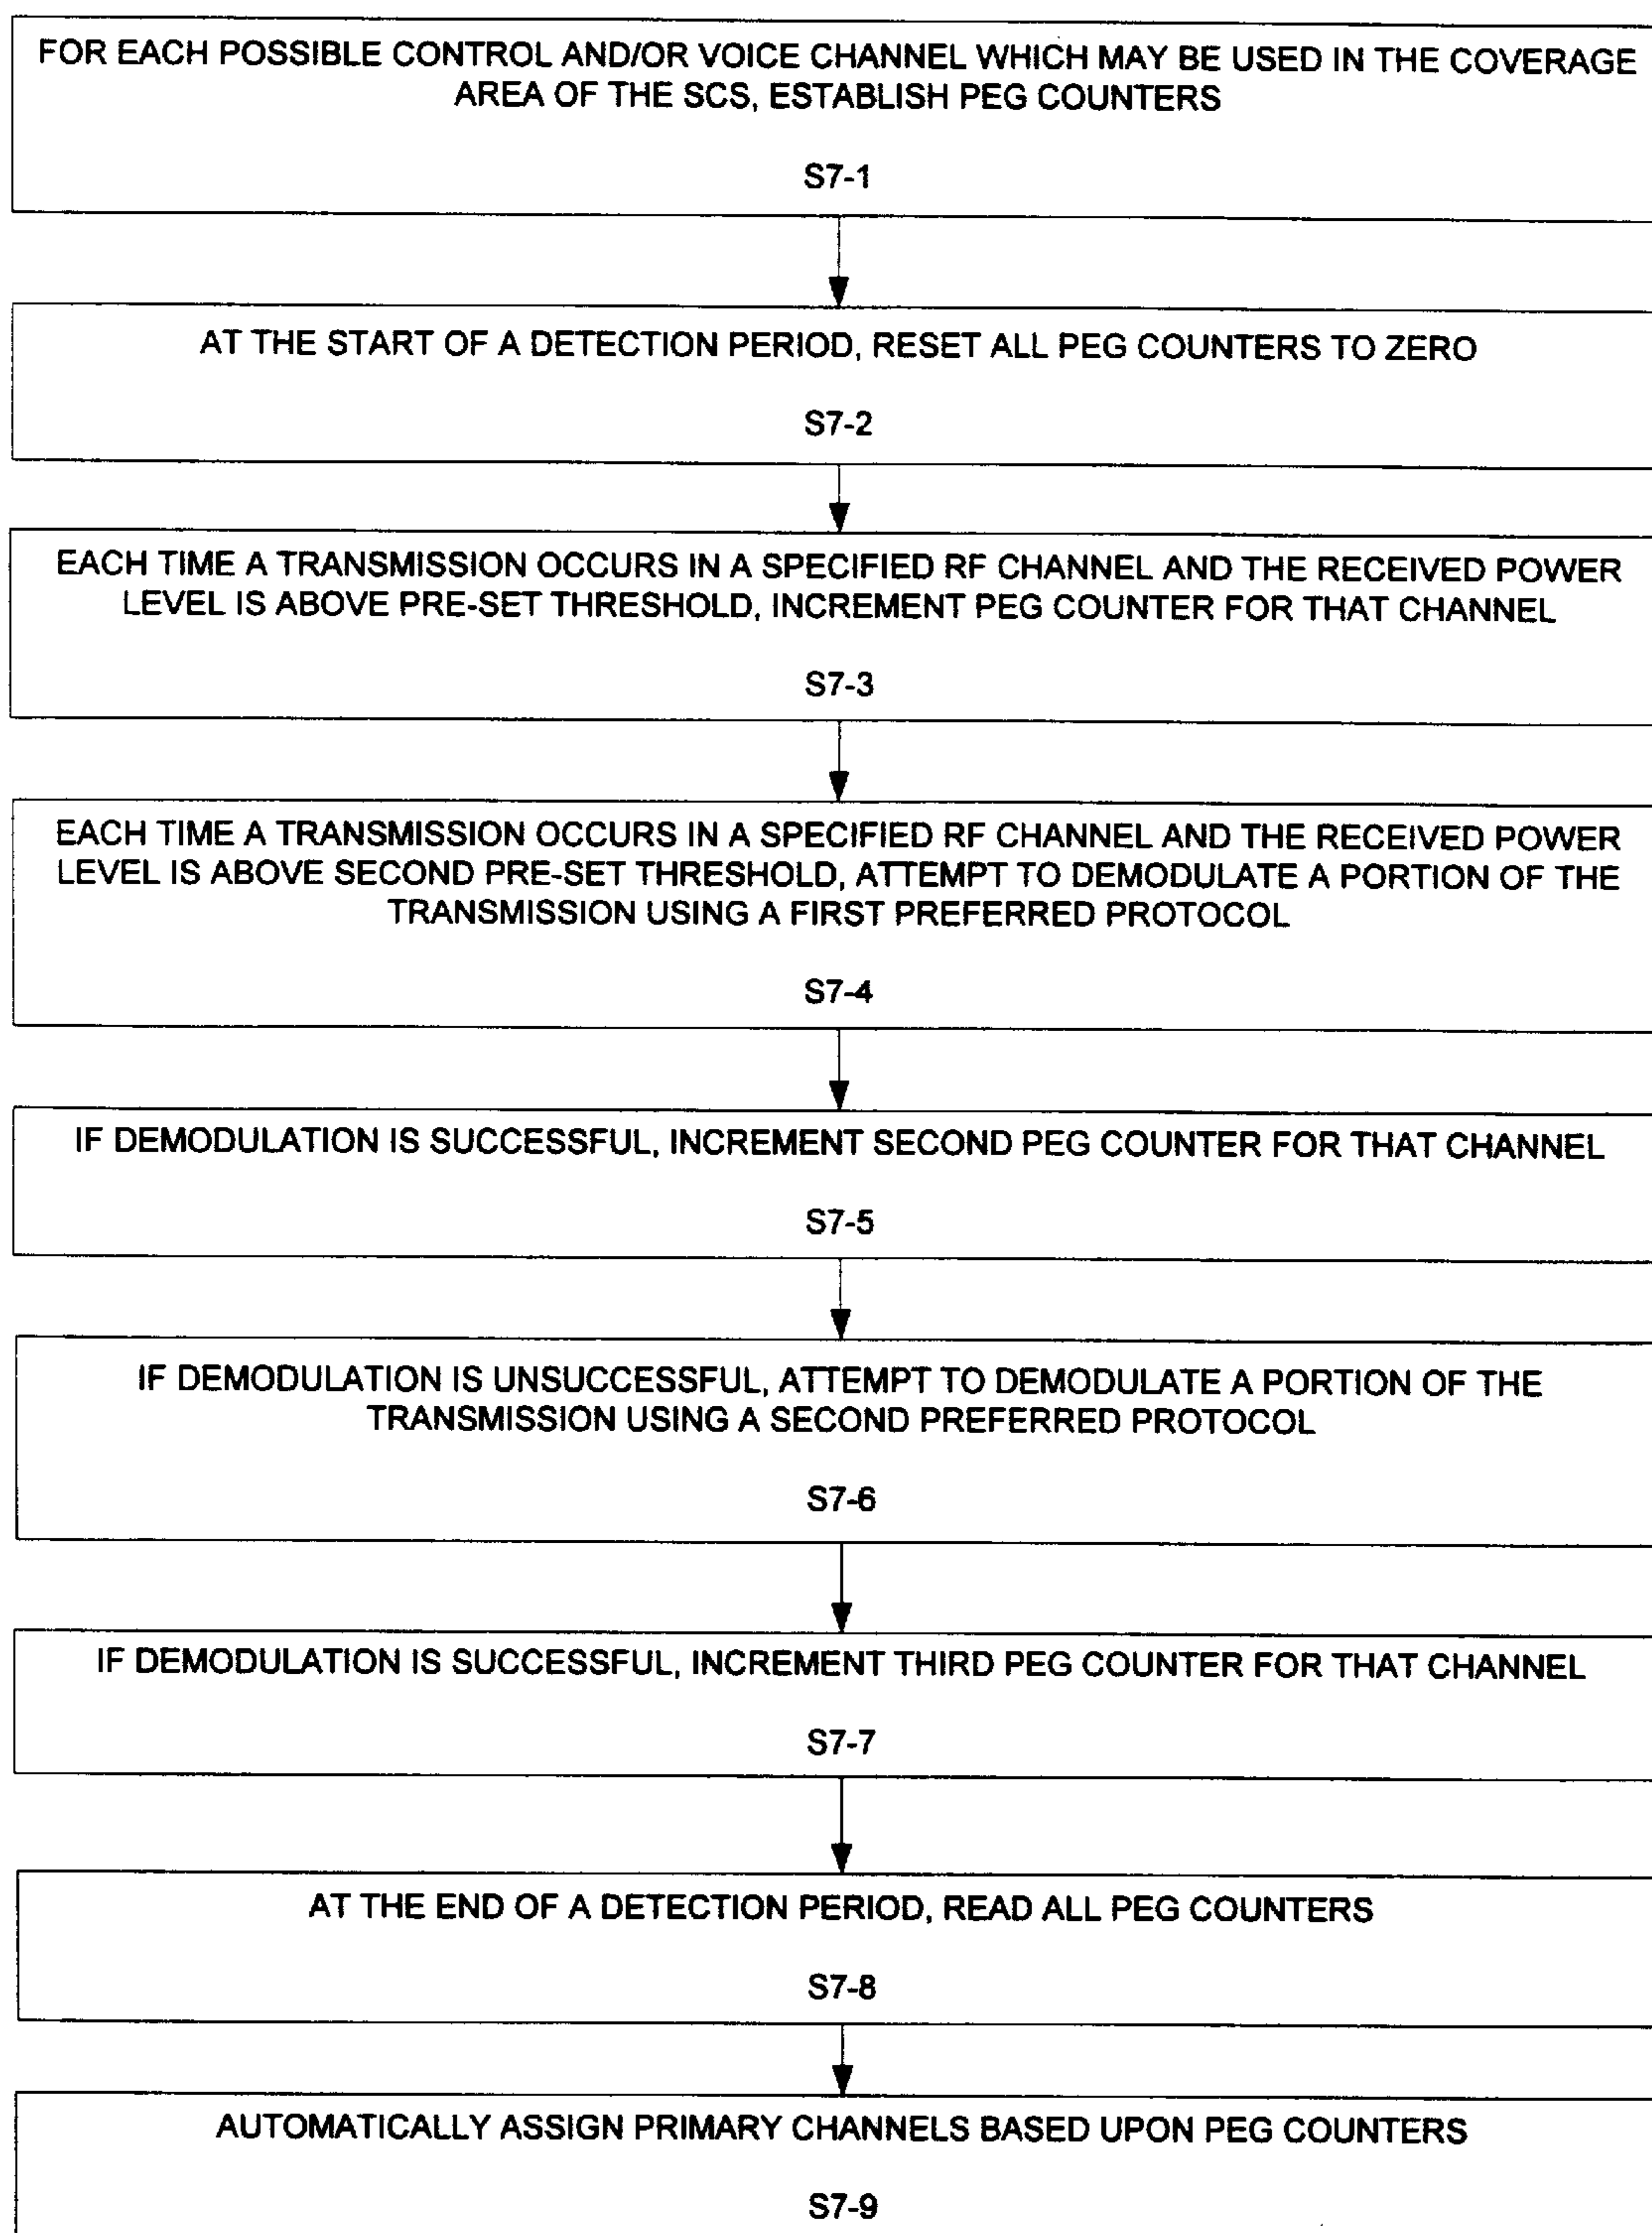 FOR EACH POSSIBLE CONTROL AND/OR VOICE CHANNEL WHICH MAY BE USED IN THE COVERAGE
AREA OF THE SCS, ESTABLISH PEG COUNTERS
S7-1
AT THE START OF A DETECTION PERIOD, RESET ALL PEG COUNTERS TO ZERO
S7-2
EACH TIME A TRANSMISSION OCCURS IN A SPECIFIED RF CHANNEL AND THE RECEIVED POWER
LEVEL IS ABOVE PRE-SET THRESHOLD, INCREMENT PEG COUNTER FOR THAT CHANNEL
S7-3
EACH TIME A TRANSMISSION OCCURS IN A SPECIFIED RF CHANNEL AND THE RECEIVED POWER
LEVEL IS ABOVE SECOND PRE-SET THRESHOLD, ATTEMPT TO DEMODULATE A PORTION OF THE
TRANSMISSION USING A FIRST PREFERRED PROTOCOL
S7-4
IF DEMODULATION IS SUCCESSFUL, INCREMENT SECOND PEG COUNTER FOR THAT CHANNEL
S7-5
IF DEMODULATION IS UNSUCCESSFUL, ATTEMPT TO DEMODULATE A PORTION OF THE
TRANSMISSION USING A SECOND PREFERRED PROTOCOL
S7-6
IF DEMODULATION IS SUCCESSFUL, INCREMENT THIRD PEG COUNTER FOR THAT CHANNEL
S7-7
AT THE END OF A DETECTION PERIOD, READ ALL PEG COUNTERS
S7-8
AUTOMATICALLY ASSIGN PRIMARY CHANNELS BASED UPON PEG COUNTERS
S7-9